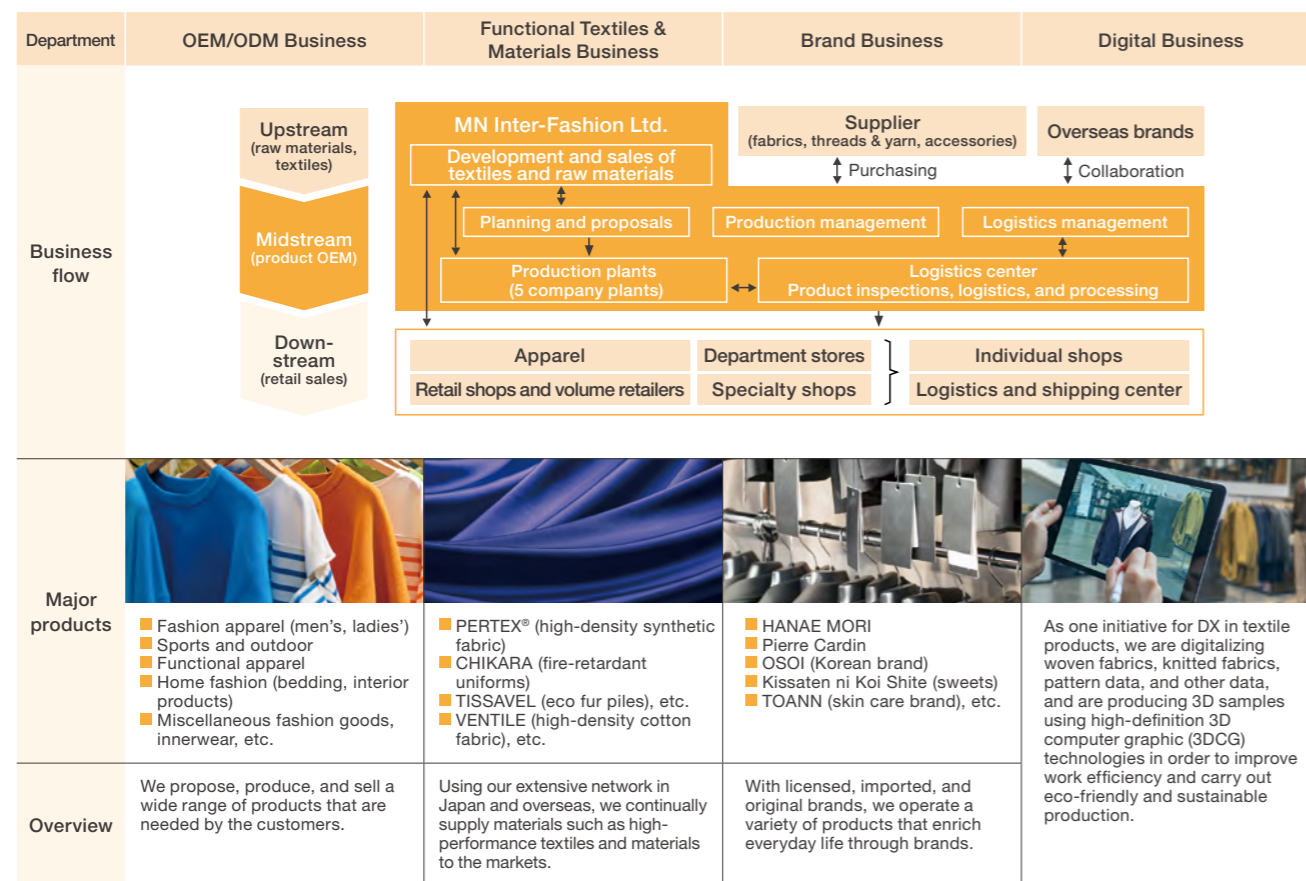 Department
OEM/ODM Business
Functional Textiles &
Materials Business
Brand Business
Digital Business
Business
flow
Upstream
(raw materials,
textiles)
Midstream
(product OEM)
Down-
stream
(retail sales)
MN Inter-Fashion Ltd.
Development and sales of
textiles and raw materials
Supplier
(fabrics, threads & yarn, accessories)
Overseas brands
Purchasing
Collaboration
Planning and proposals
Production management
Logistics management
Production plants
(5 company plants)
Logistics center
Product inspections, logistics, and processing
Apparel
Department stores
Individual shops
Retail shops and volume retailers
Specialty shops
Logistics and shipping center
Major
products
Fashion apparel (men's, ladies')
Sports and outdoor
Functional apparel
Home fashion (bedding, interior
products)
Miscellaneous fashion goods,
innerwear, etc.
PERTEX® (high-density synthetic
fabric)
CHIKARA (fire-retardant
uniforms)
TISSAVEL (eco fur piles), etc.
VENTILE (high-density cotton
fabric), etc.
HANAE MORI
Pierre Cardin
OSOI (Korean brand)
Kissaten ni Koi Shite (sweets)
TOANN (skin care brand), etc.
As one initiative for DX in textile
products, we are digitalizing
woven fabrics, knitted fabrics,
pattern data, and other data,
and are producing 3D samples
using high-definition 3D
computer graphic (3DCG)
technologies in order to improve
work efficiency and carry out
eco-friendly and sustainable
production.
Overview
We propose, produce, and sell a
wide range of products that are
needed by the customers.
Using our extensive network in
Japan and overseas, we continually
supply materials such as high-
performance textiles and materials
to the markets.
With licensed, imported, and
original brands, we operate a
variety of products that enrich
everyday life through brands.